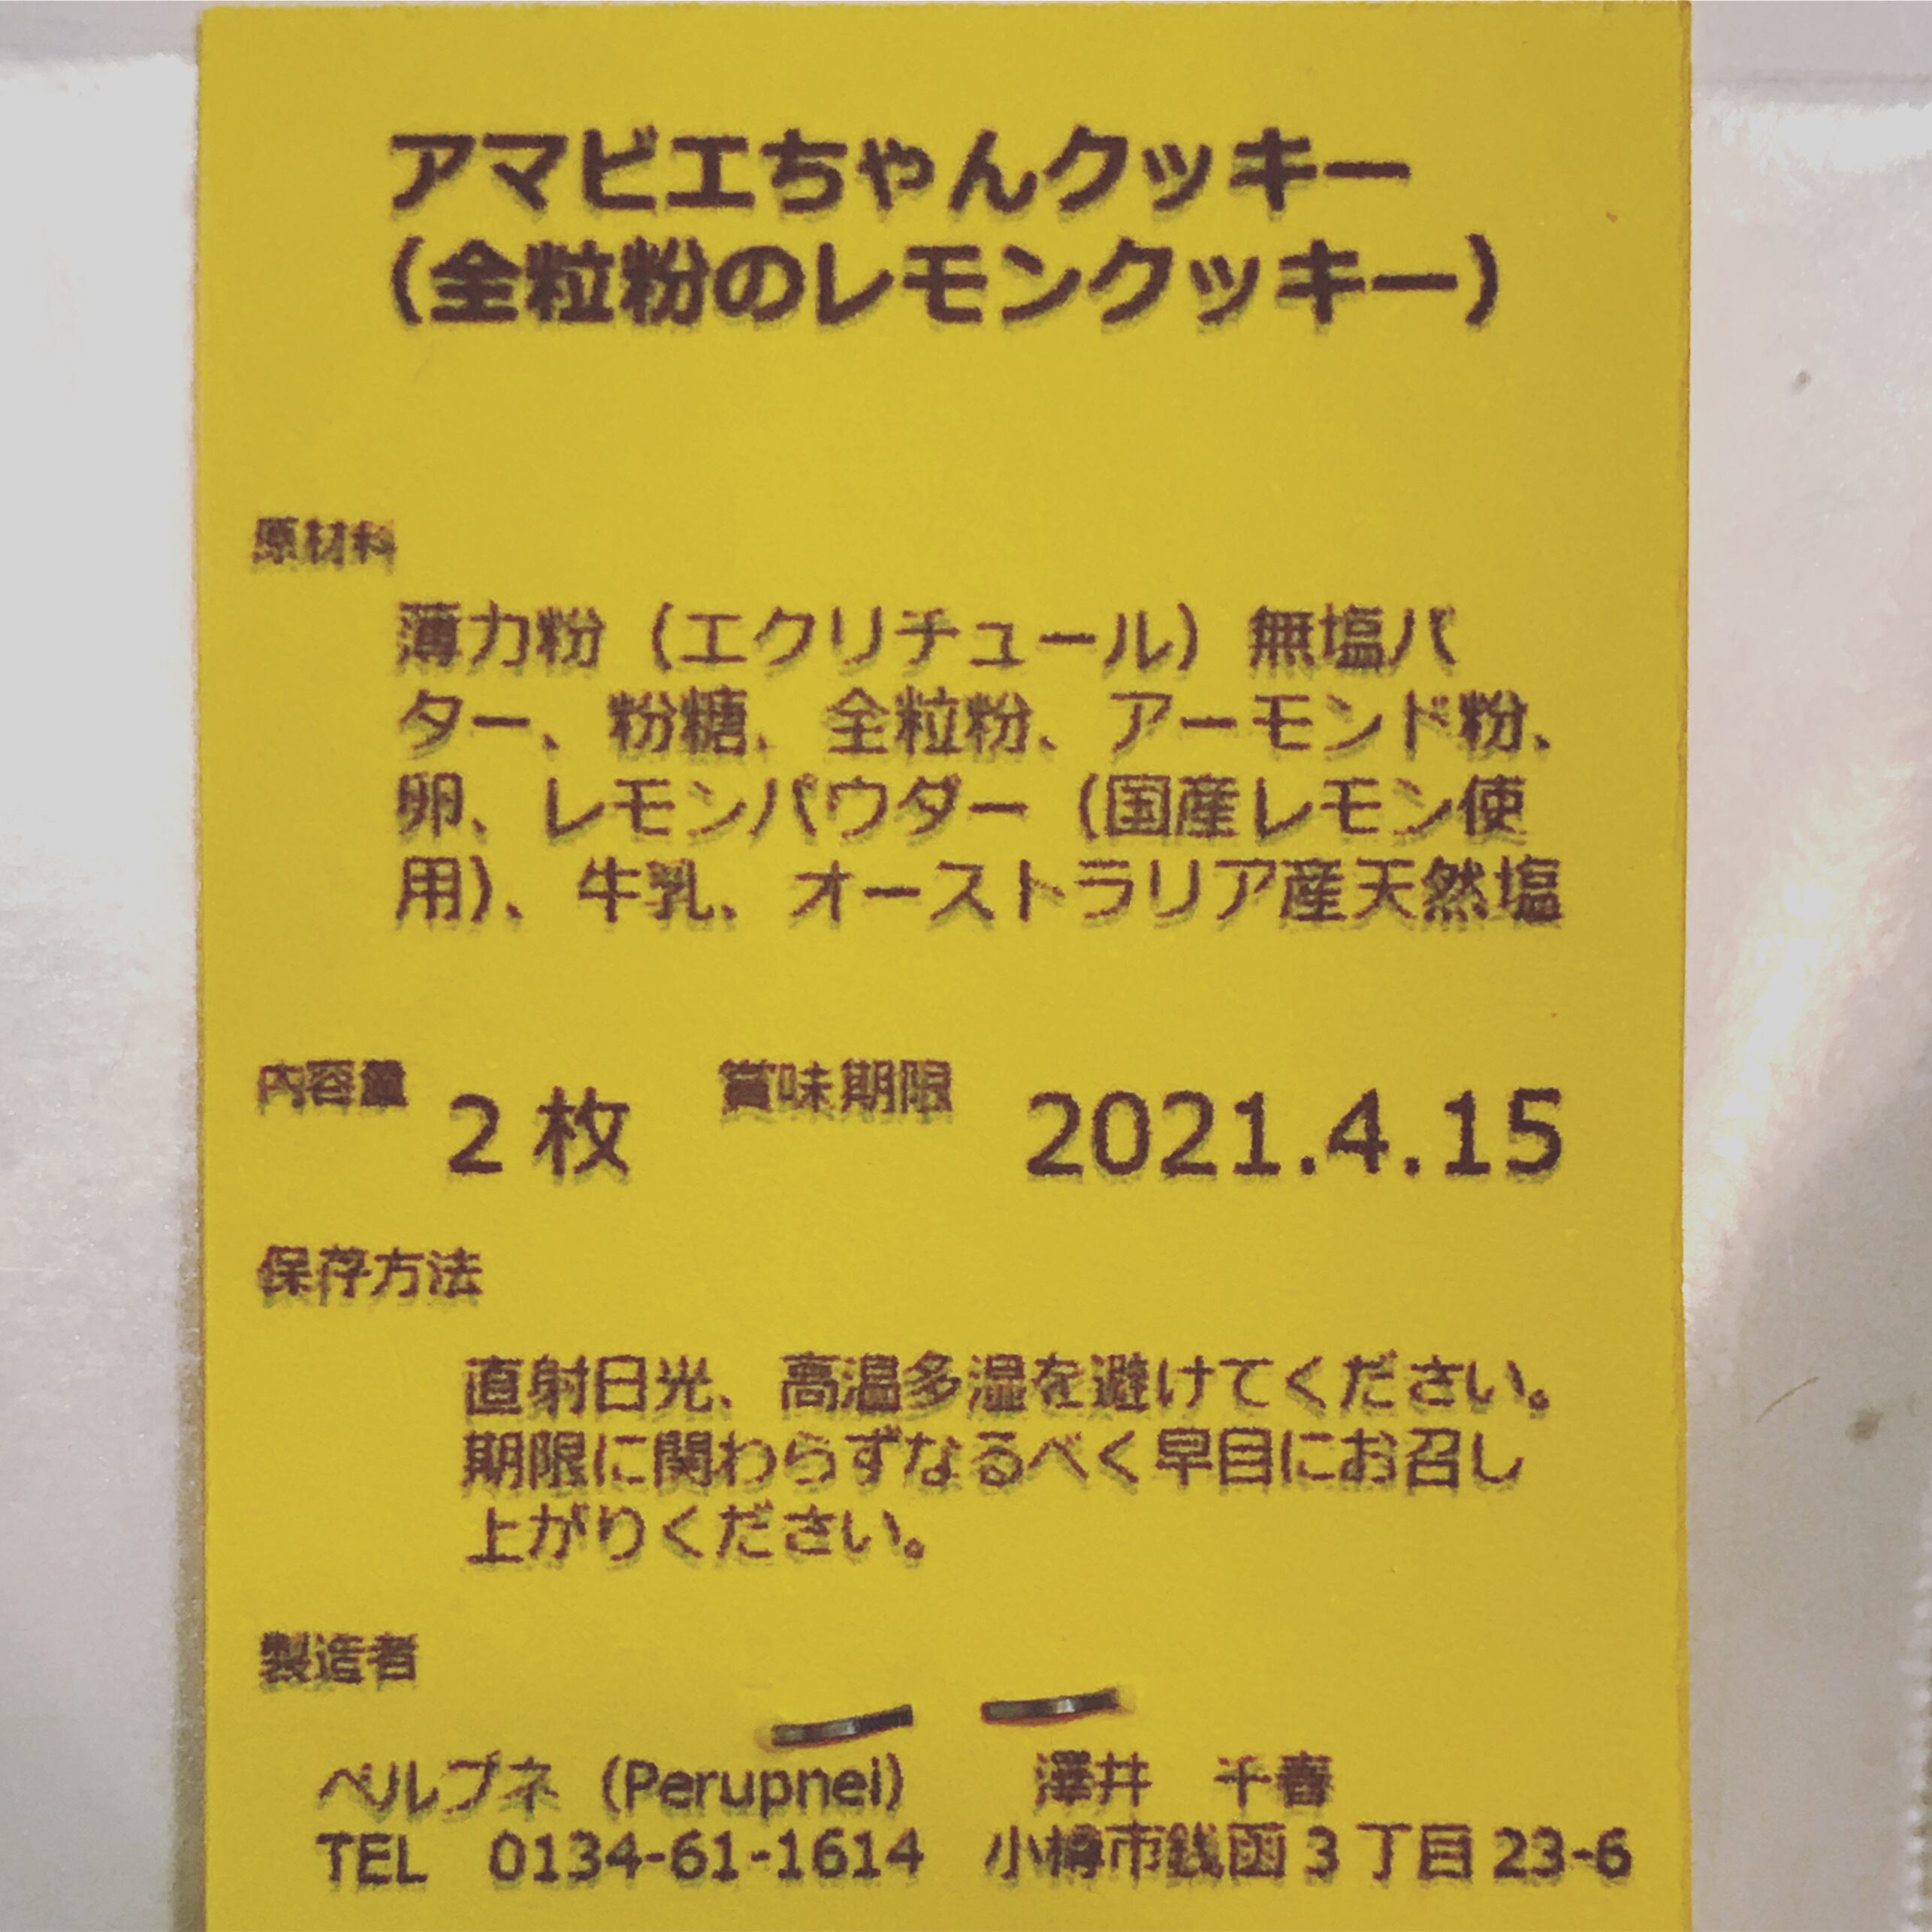 アマビエちゃんクッキー
（全粒粉のレモンクッキー）
原材料
薄力粉（エクリチュール）無塩バ
ター、粉糖、全粒粉、アーモンド粉、
卵、レモンパウダー（国産レモン使
用）、牛乳、オーストラリア産天然塩
内容量 2枚 賞味期限 2021.4.15
保存方法
直射日光、高温多湿を避けてください。
期限に関わらずなるべく早目にお召し
上がりください。
製造者
ペルプネ（Perupnei） 澤井　千春
TEL 0134-61-1614 小樽市銭函3丁目23-6